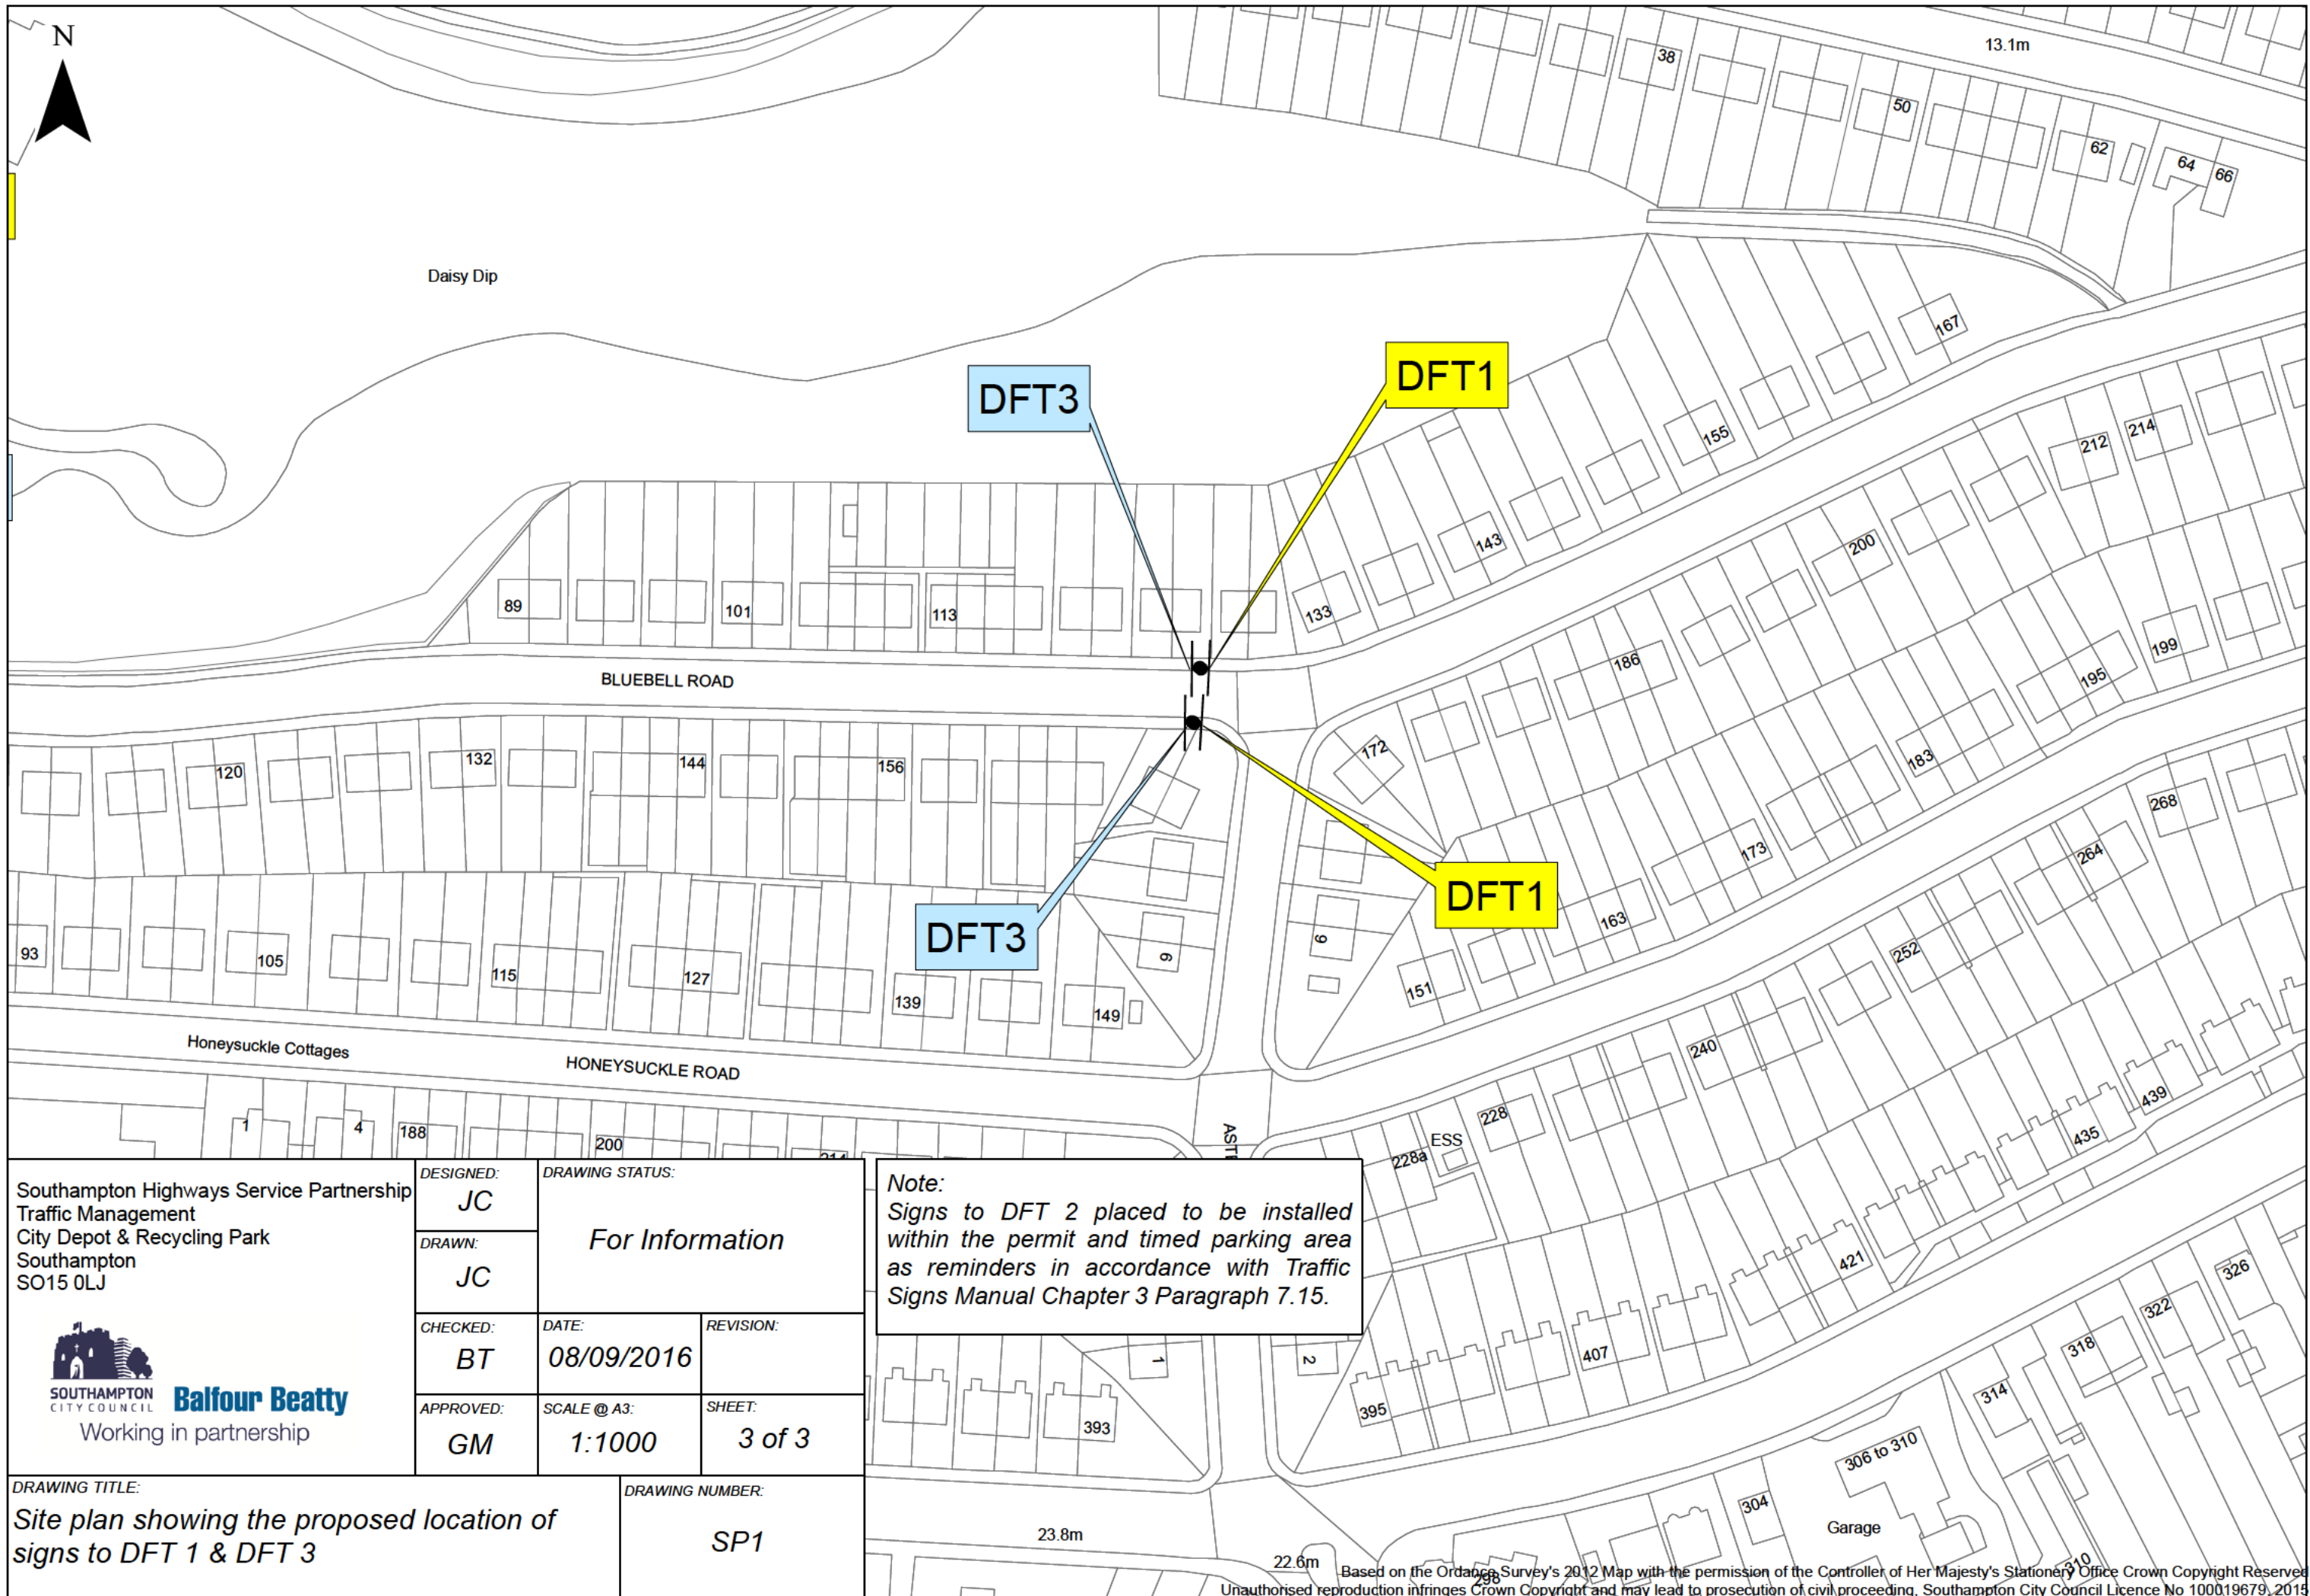 N
13.1m
38
50
62
64
66
Daisy Dip
DFT3
DFT1
167
155
212
214
143
200
89
101
113
133
186
199
195
BLUEBELL ROAD
120
132
144
156
172
183
268
173
264
DFT3
DFT1
163
252
93
105
115
127
139
149
9
9
151
Honeysuckle Cottages
HONEYSUCKLE ROAD
240
439
435
1
4
188
200
228
ESS
228a
421
326
322
318
407
314
395
393
1
2
306 to 310
304
Garage
310
298
23.8m
22.6m
Southampton Highways Service Partnership
Traffic Management
City Depot & Recycling Park
Southampton
SO15 0LJ
SOUTHAMPTON
CITY COUNCIL
Balfour Beatty
Working in partnership
DESIGNED:
JC
DRAWN:
JC
CHECKED:
BT
APPROVED:
GM
DRAWING STATUS:
For Information
DATE:
08/09/2016
REVISION:
SCALE @ A3:
1:1000
SHEET:
3 of 3
DRAWING TITLE:
Site plan showing the proposed location of
signs to DFT 1 & DFT 3
DRAWING NUMBER:
SP1
Note:
Signs to DFT 2 placed to be installed
within the permit and timed parking area
as reminders in accordance with Traffic
Signs Manual Chapter 3 Paragraph 7.15.
Based on the Ordance Survey's 2012 Map with the permission of the Controller of Her Majesty's Stationery Office Crown Copyright Reserved
Unauthorised reproduction infringes Crown Copyright and may lead to prosecution of civil proceeding, Southampton City Council Licence No 100019679, 2015